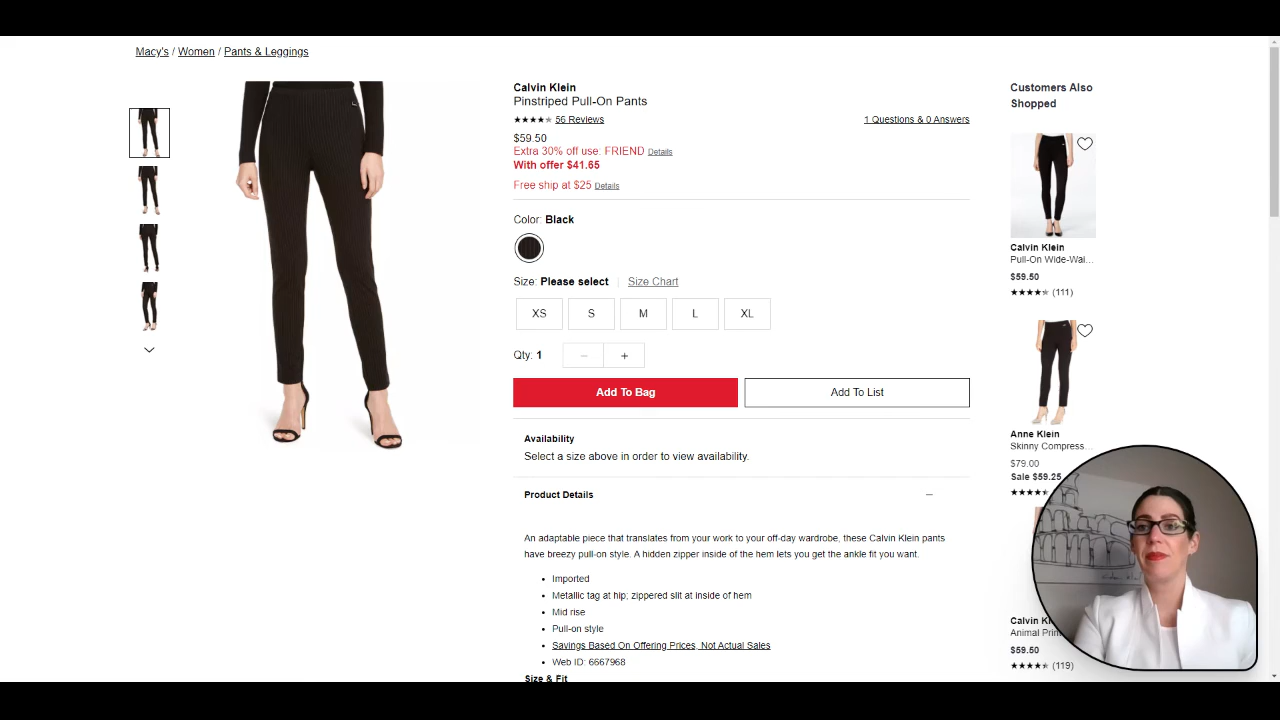 Macy's / Women / Pants & Leggings
Calvin Klein
Pinstriped Pull-On Pants
56 Reviews
1 Questions & 0 Answers
$59.50
Extra 30% off use: FRIEND Details
With offer $41.65
Free ship at $25 Details
Color: Black
Size: Please select | Size Chart
XS S M L XL
Qty: 1 − +
Add To Bag
Add To List
Availability
Select a size above in order to view availability.
Product Details
An adaptable piece that translates from your work to your off-day wardrobe, these Calvin Klein pants
have breezy pull-on style. A hidden zipper inside of the hem lets you get the ankle fit you want.
• Imported
• Metallic tag at hip; zippered slit at inside of hem
• Mid rise
• Pull-on style
• Savings Based On Offering Prices, Not Actual Sales
• Web ID: 6667968
Size & Fit
Customers Also
Shopped
Calvin Klein
Pull-On Wide-Wai...
$59.50
(111)
Anne Klein
Skinny Compress...
$79.00
Sale $59.25
Calvin
Animal
$59.50
(119)